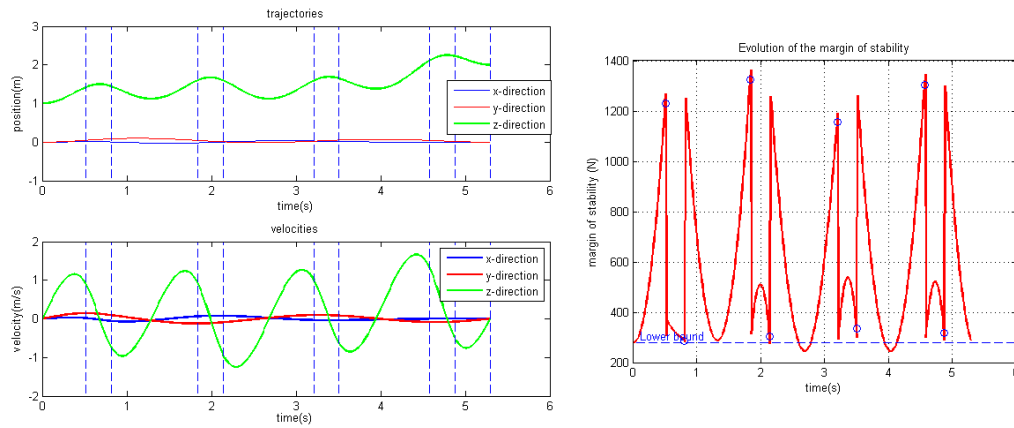 trajectories
3
2
1
0
-1
position(m)
x-direction
y-direction
z-direction
0 1 2 3 4 5 6
time(s)
velocities
2
1
0
-1
-2
velocity(m/s)
x-direction
y-direction
z-direction
0 1 2 3 4 5 6
time(s)
Evolution of the margin of stability
1400
1200
1000
800
600
400
200
margin of stability (N)
Lower bound
0 1 2 3 4 5 6
time(s)